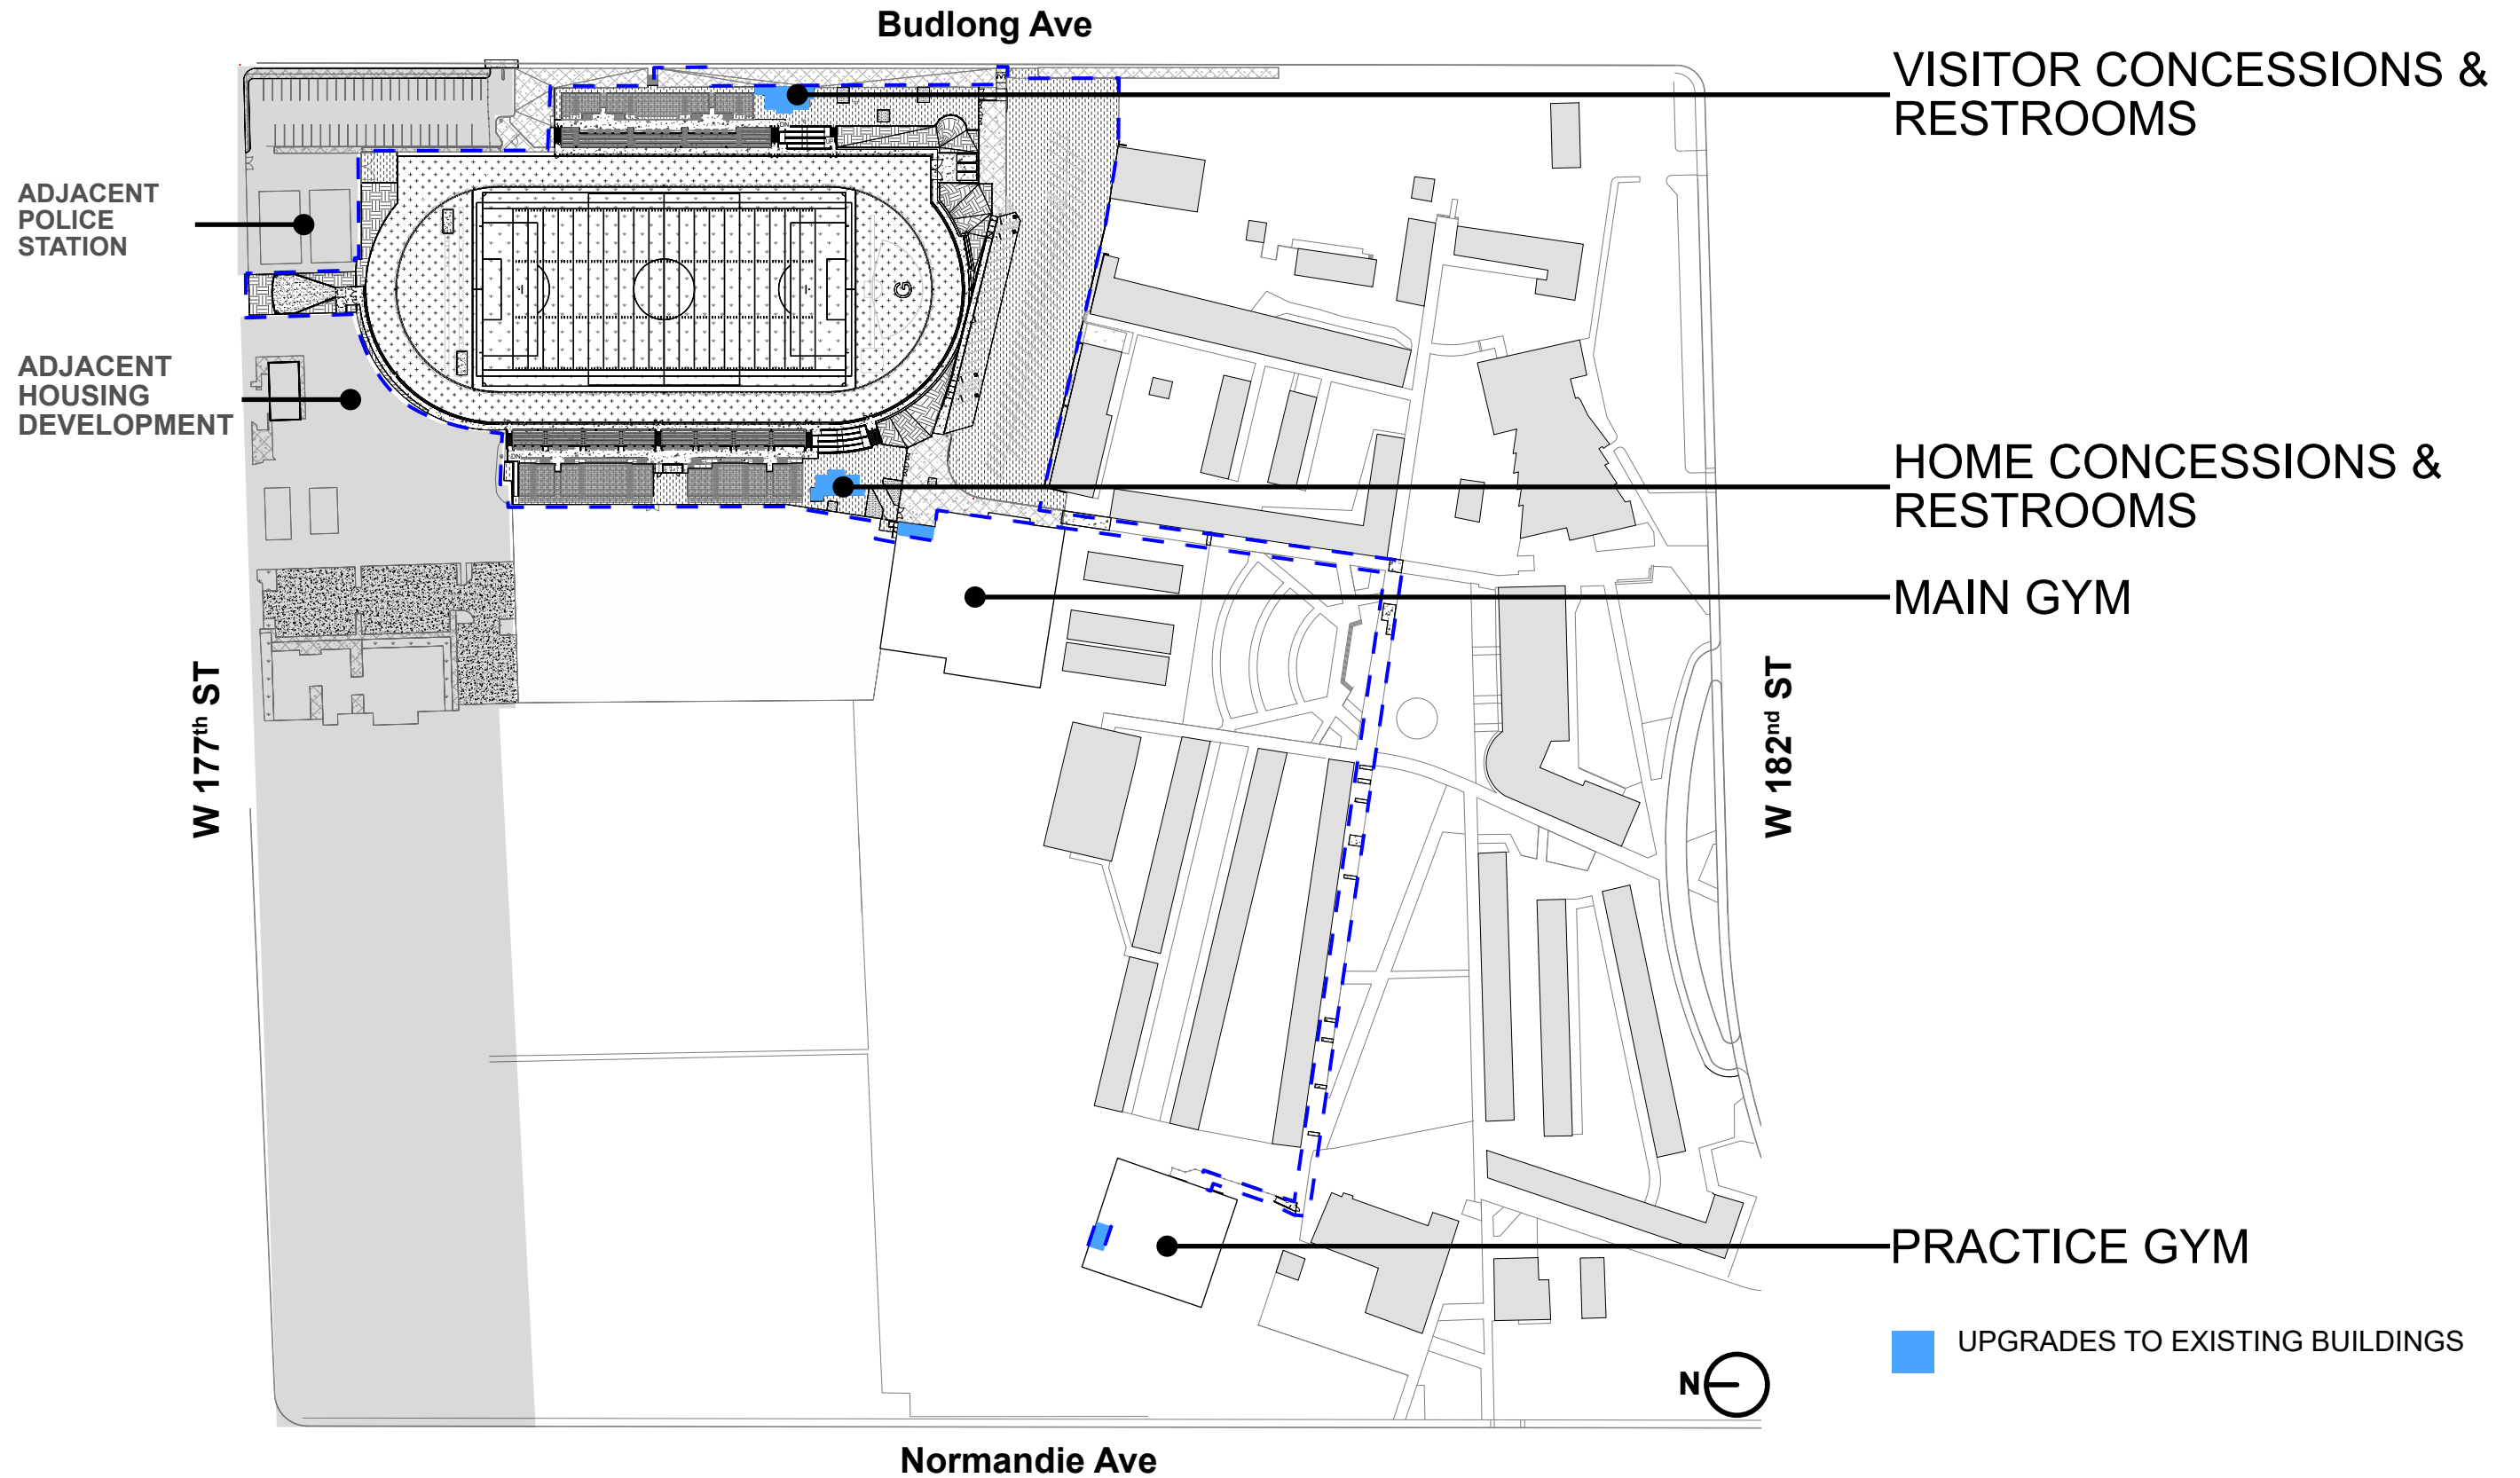 Budlong Ave
VISITOR CONCESSIONS &
RESTROOMS
ADJACENT
POLICE
STATION
G
ADJACENT
HOUSING
DEVELOPMENT
HOME CONCESSIONS &
RESTROOMS
MAIN GYM
W 177th ST
W 182nd ST
PRACTICE GYM
UPGRADES TO EXISTING BUILDINGS
N
Normandie Ave